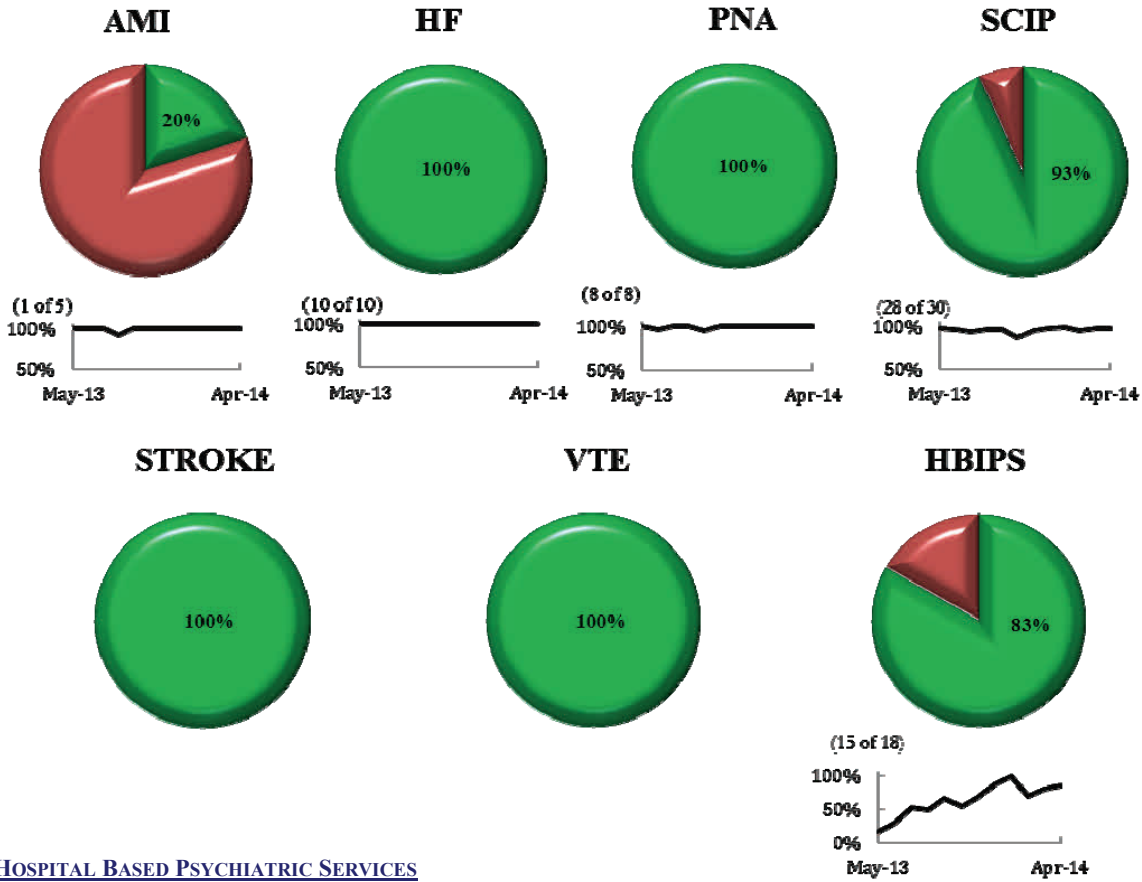 AMI HF PNA SCIP
20% 100% 100% 93%
(1 of 5) (10 of 10) (8 of 8) (28 of 30)
100% 100% 100% 100%
50% 50% 50% 50%
May-13 Apr-14 May-13 Apr-14 May-13 Apr-14 May-13 Apr-14
STROKE VTE HBIPS
100% 100% 83%
(15 of 18)
100%
50%
0%
May-13 Apr-14
HOSPITAL BASED PSYCHIATRIC SERVICES